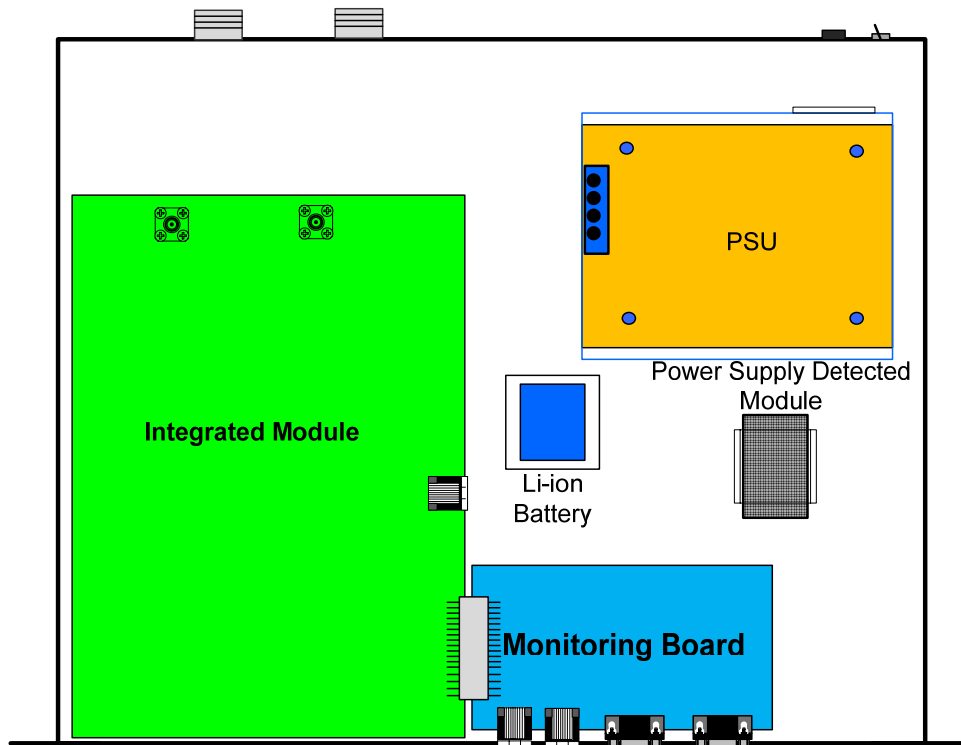 PSU
Power Supply Detected
Module
Integrated Module
Li-ion
Battery
Monitoring Board